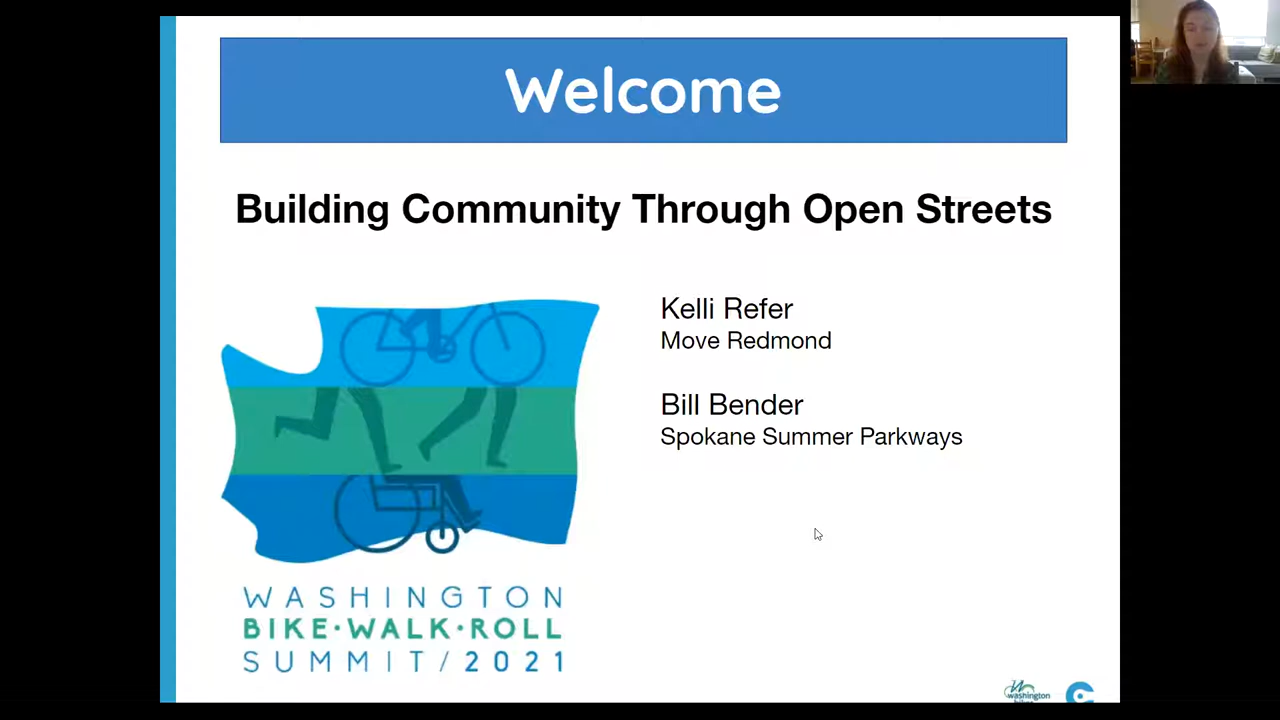 Welcome
Building Community Through Open Streets
Kelli Refer
Move Redmond
Bill Bender
Spokane Summer Parkways
WASHINGTON
BIKE·WALK·ROLL
SUMMIT/2021
washington